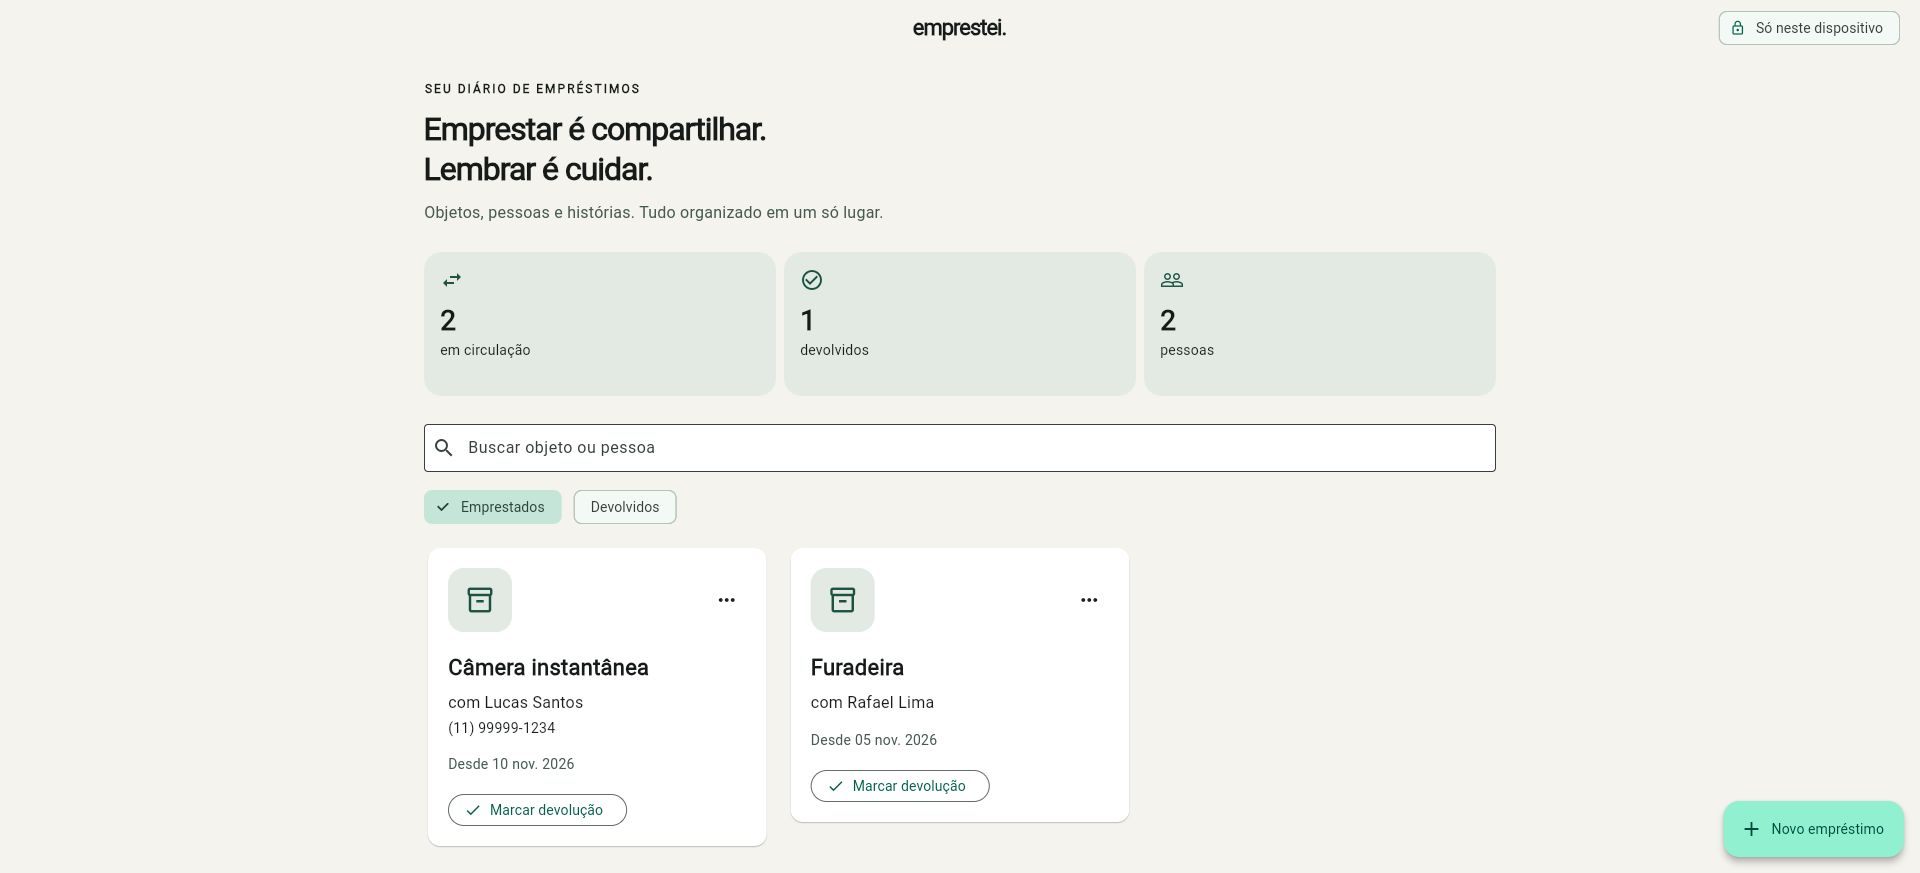 emprestei.
Só neste dispositivo
SEU DIÁRIO DE EMPRÉSTIMOS
Emprestar é compartilhar.
Lembrar é cuidar.
Objetos, pessoas e histórias. Tudo organizado em um só lugar.
2
em circulação
1
devolvidos
2
pessoas
Buscar objeto ou pessoa
Emprestados
Devolvidos
Câmera instantânea
com Lucas Santos
(11) 99999-1234
Desde 10 nov. 2026
Marcar devolução
Furadeira
com Rafael Lima
Desde 05 nov. 2026
Marcar devolução
Novo empréstimo